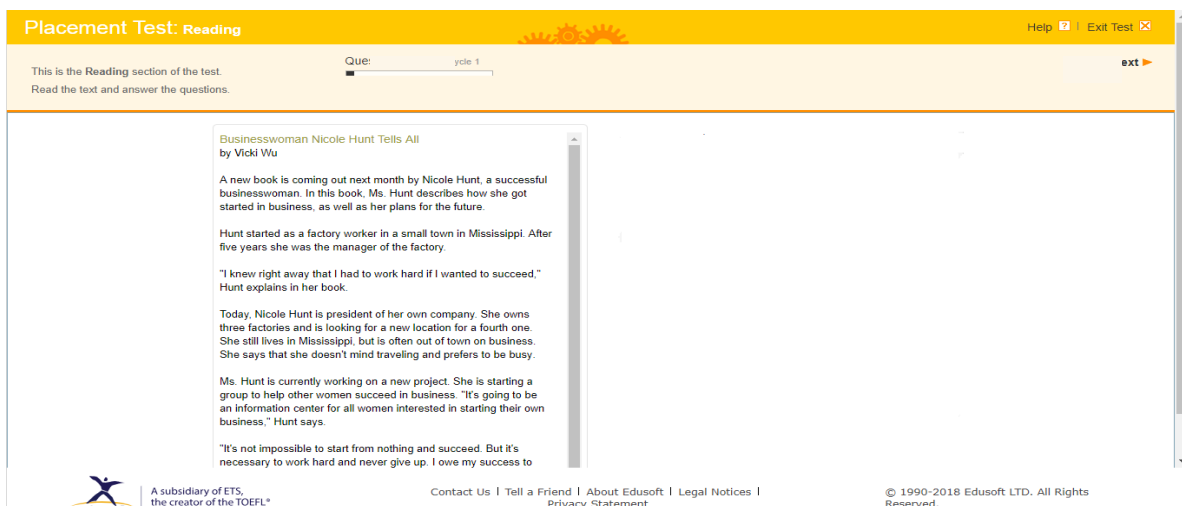 Placement Test: Reading
Help ? | Exit Test
This is the Reading section of the test.
Read the text and answer the questions.
Que: ycle 1
ext
Businesswoman Nicole Hunt Tells All
by Vicki Wu
A new book is coming out next month by Nicole Hunt, a successful
businesswoman. In this book, Ms. Hunt describes how she got
started in business, as well as her plans for the future.
Hunt started as a factory worker in a small town in Mississippi. After
five years she was the manager of the factory.
"I knew right away that I had to work hard if I wanted to succeed,"
Hunt explains in her book.
Today, Nicole Hunt is president of her own company. She owns
three factories and is looking for a new location for a fourth one.
She still lives in Mississippi, but is often out of town on business.
She says that she doesn't mind traveling and prefers to be busy.
Ms. Hunt is currently working on a new project. She is starting a
group to help other women succeed in business. "It's going to be
an information center for all women interested in starting their own
business," Hunt says.
"It's not impossible to start from nothing and succeed. But it's
necessary to work hard and never give up. I owe my success to
A subsidiary of ETS,
the creator of the TOEFL®
Contact Us | Tell a Friend | About Edusoft | Legal Notices |
Privacy Statement
© 1990-2018 Edusoft LTD. All Rights
Reserved.